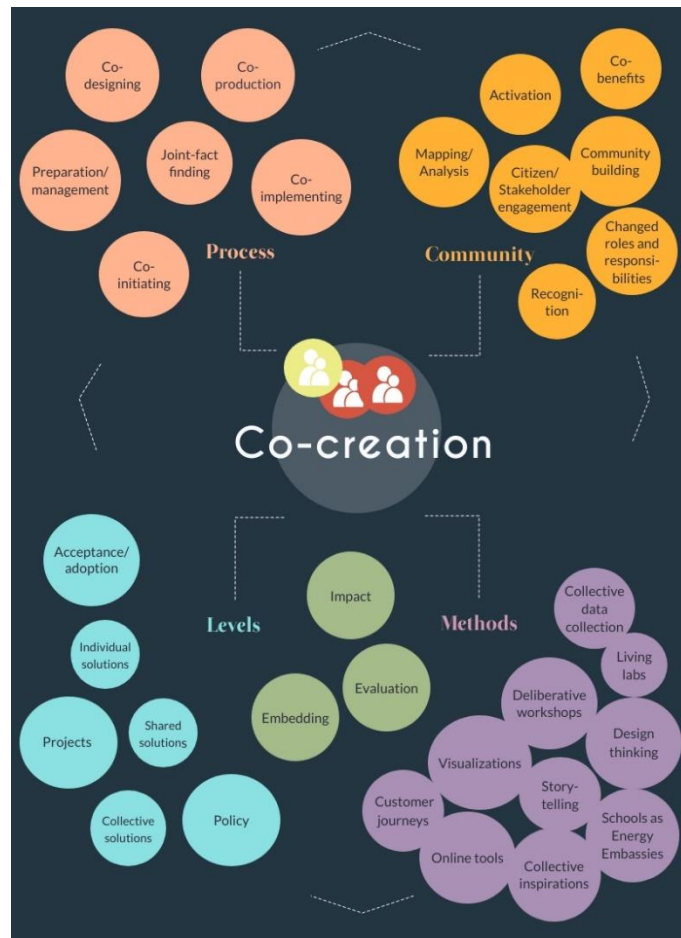 Co-
designing
Co-
production
Preparation/
management
Joint-fact
finding
Co-
implementing
Co-
initiating
Process
Activation
Co-
benefits
Mapping/
Analysis
Citizen/
Stakeholder
engagement
Community
building
Changed
roles and
responsi-
bilities
Recogni-
tion
Community
Co-creation
Acceptance/
adoption
Individual
solutions
Projects
Shared
solutions
Collective
solutions
Policy
Levels
Impact
Evaluation
Embedding
Methods
Collective
data
collection
Living
labs
Deliberative
workshops
Design
thinking
Visualizations
Story-
telling
Customer
journeys
Schools as
Energy
Embassies
Online tools
Collective
inspirations